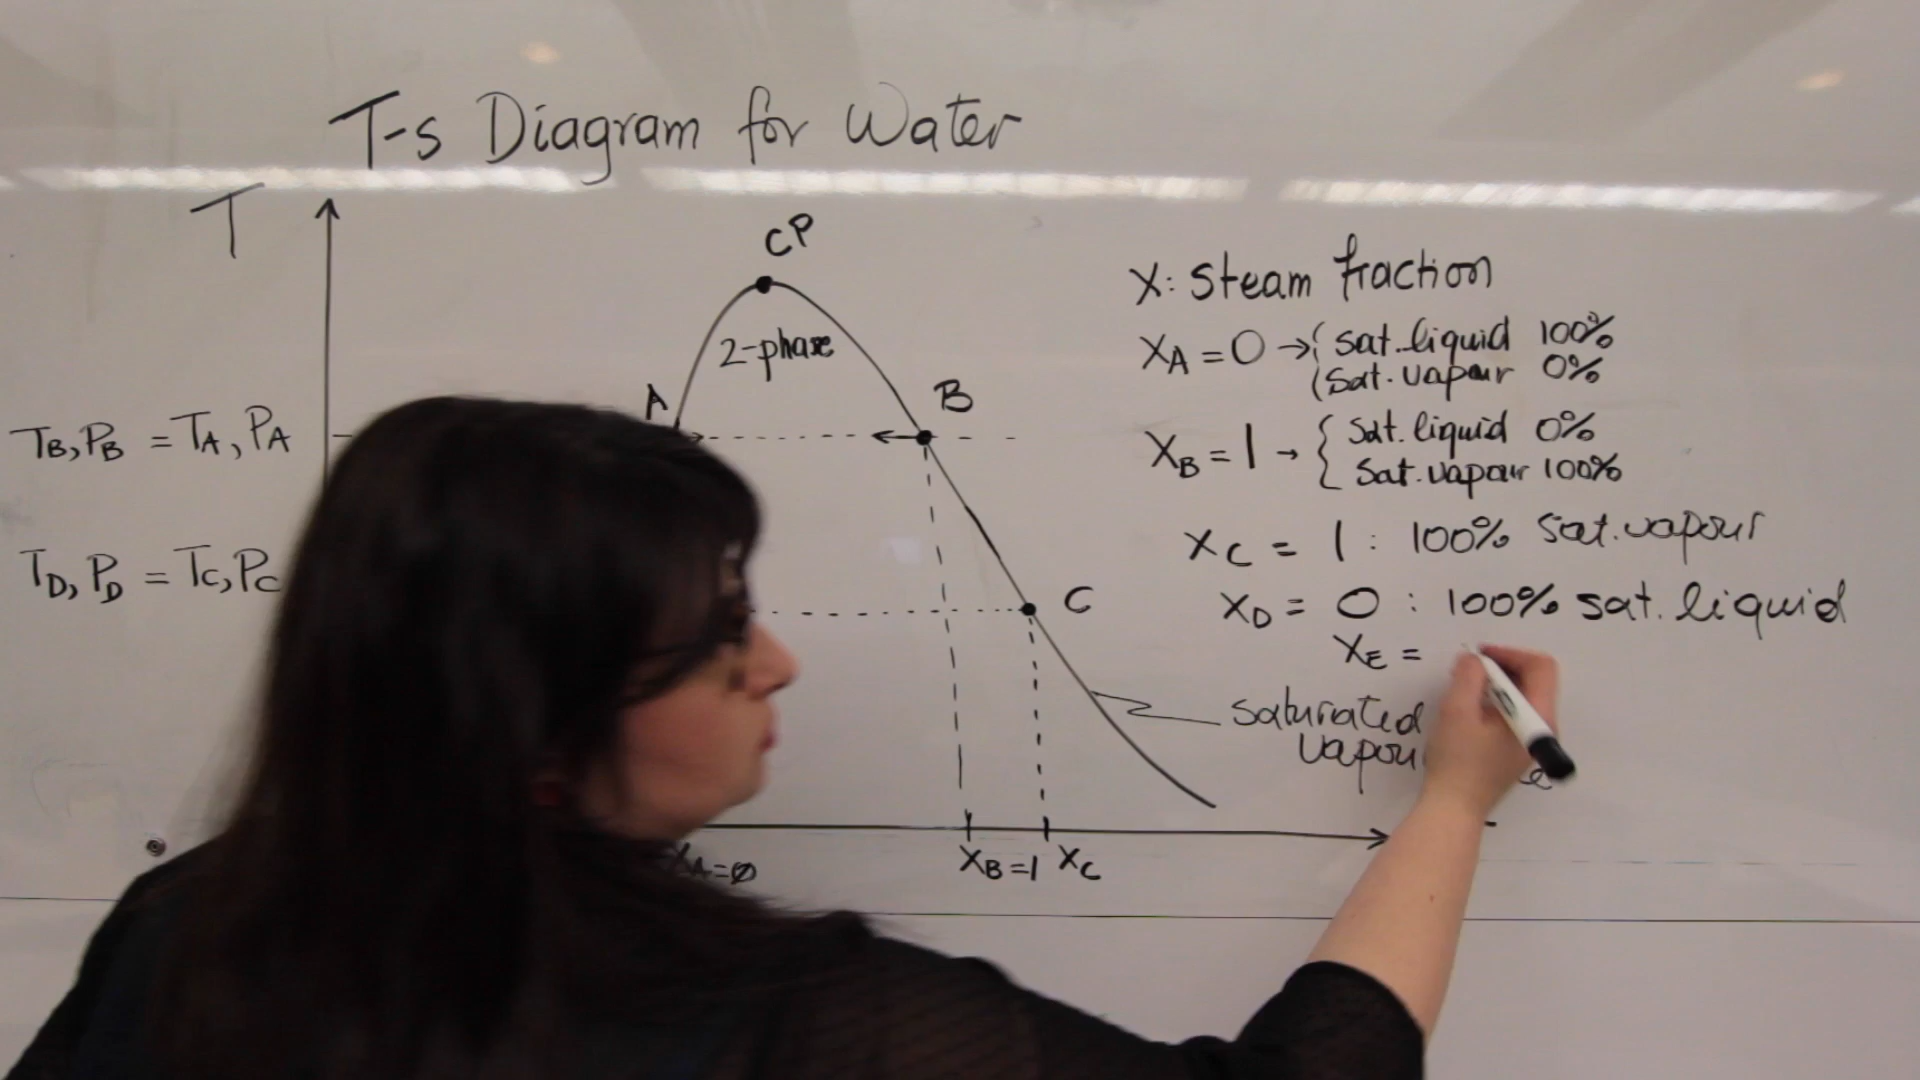 T-s Diagram for Water
T
CP
2-phase
A
B
C
TB, PB = TA, PA
TD, PD = TC, PC
X: Steam fraction
XA = 0 → { sat. liquid 100%
sat. vapour 0%
XB = 1 → { sat. liquid 0%
sat. vapour 100%
XC = 1 : 100% sat. vapour
XD = 0 : 100% sat. liquid
XE =
saturated
XA=0
XB=1
XC